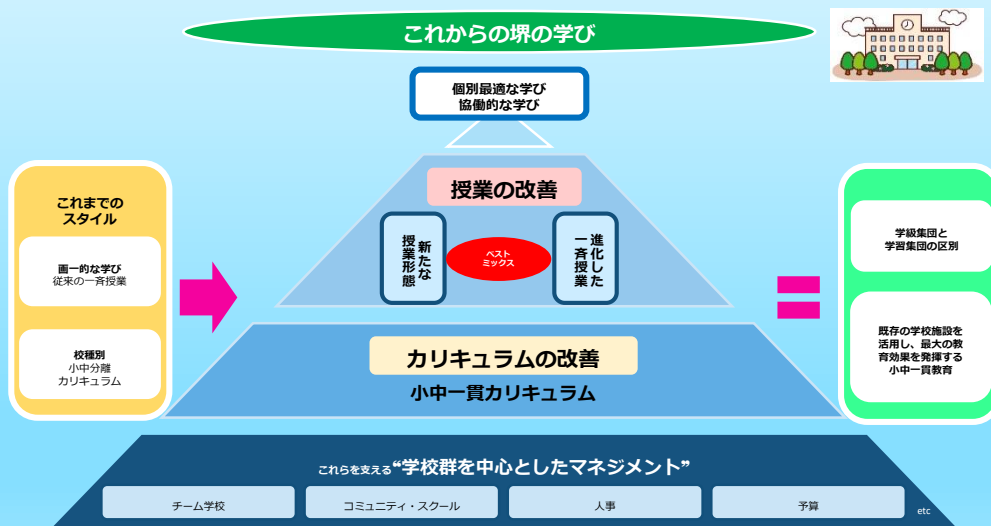 これからの堺の学び
個別最適な学び
協働的な学び
これまでの
スタイル
画一的な学び
従来の一斉授業
校種別
小中分離
カリキュラム
授業の改善
新たな
授業形態
ベスト
ミックス
進化した
一斉授業
カリキュラムの改善
小中一貫カリキュラム
学級集団と
学習集団の区別
既存の学校施設を
活用し、最大の教
育効果を発揮する
小中一貫教育
これらを支える“学校群を中心としたマネジメント”
チーム学校
コミュニティ・スクール
人事
予算
etc